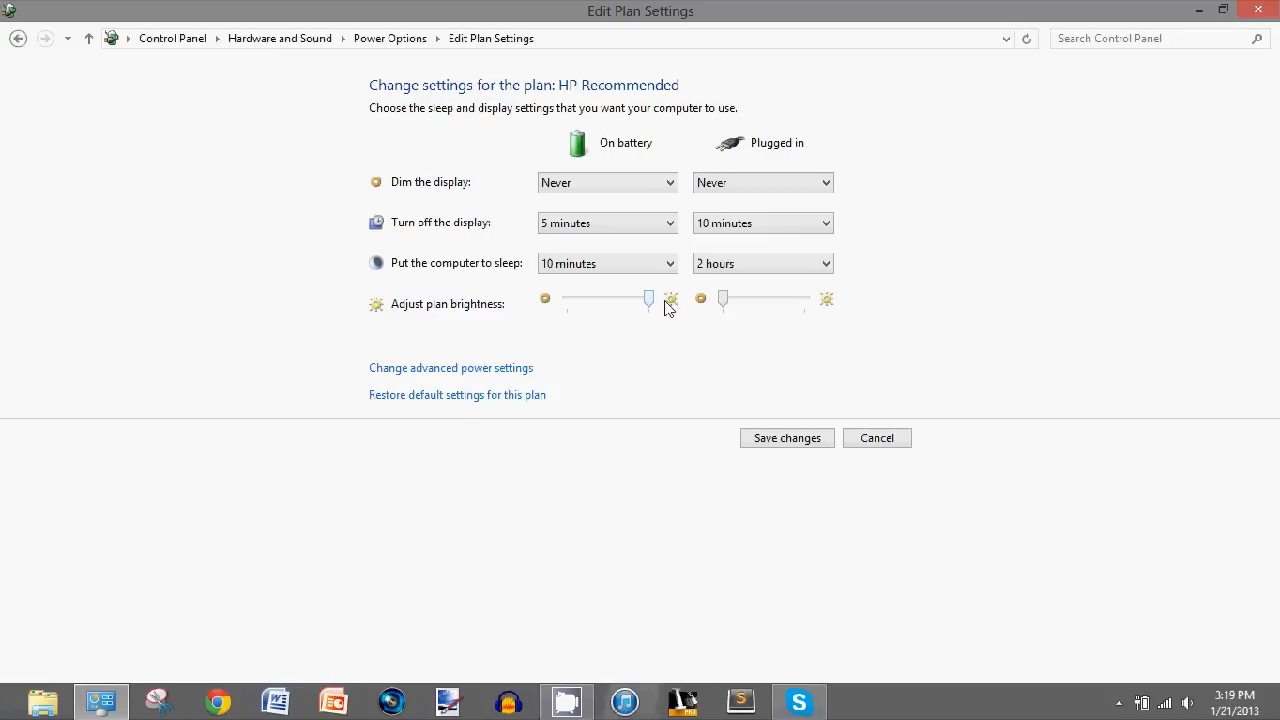 Edit Plan Settings
Control Panel Hardware and Sound Power Options Edit Plan Settings Search Control Panel
Change settings for the plan: HP Recommended
Choose the sleep and display settings that you want your computer to use.
On battery Plugged in
Dim the display: Never Never
Turn off the display: 5 minutes 10 minutes
Put the computer to sleep: 10 minutes 2 hours
Adjust plan brightness:
Change advanced power settings
Restore default settings for this plan
Save changes Cancel
3:19 PM
1/21/2013